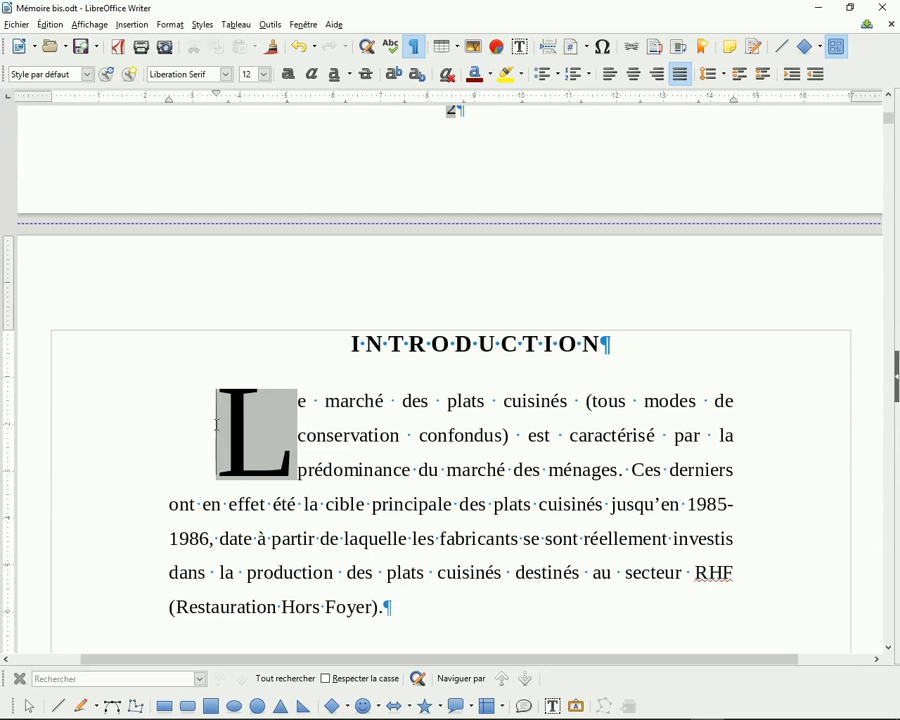 Mémoire bis.odt - LibreOffice Writer
Fichier Édition Affichage Insertion Format Styles Tableau Outils Fenêtre Aide
Style par défaut Liberation Serif 12
2¶
I·N·T·R·O·D·U·C·T·I·O·N¶
Le · marché · des · plats · cuisinés · (tous · modes · de
conservation · confondus) · est · caractérisé · par · la
prédominance·du·marché·des·ménages.·Ces·derniers
ont·en·effet·été·la·cible·principale·des·plats·cuisinés·jusqu’en·1985-
1986,·date·à·partir·de·laquelle·les·fabricants·se·sont·réellement·investis
dans · la · production · des · plats · cuisinés · destinés · au · secteur · RHF
(Restauration·Hors·Foyer).¶
Rechercher Tout rechercher Respecter la casse Naviguer par